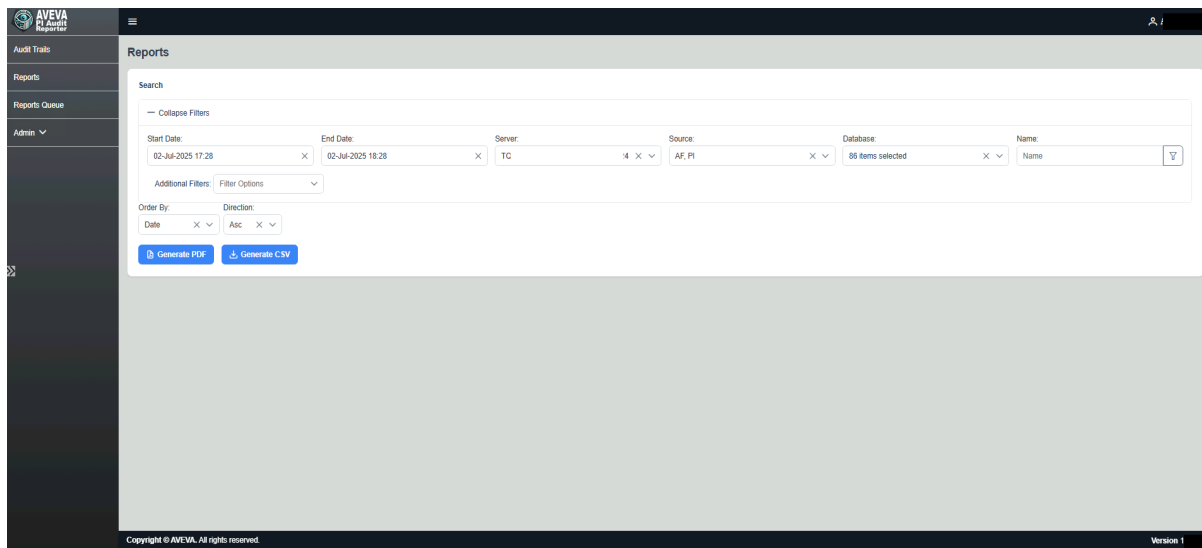 AVEVA
PI Audit
Reporter
Audit Trails
Reports
Reports Queue
Admin
Reports
Search
Collapse Filters
Start Date: End Date: Server: Source: Database: Name:
02-Jul-2025 17:28 02-Jul-2025 18:28 TC :4 AF, PI 86 items selected Name
Additional Filters: Filter Options
Order By: Direction:
Date Asc
Generate PDF Generate CSV
Copyright © AVEVA. All rights reserved. Version 1